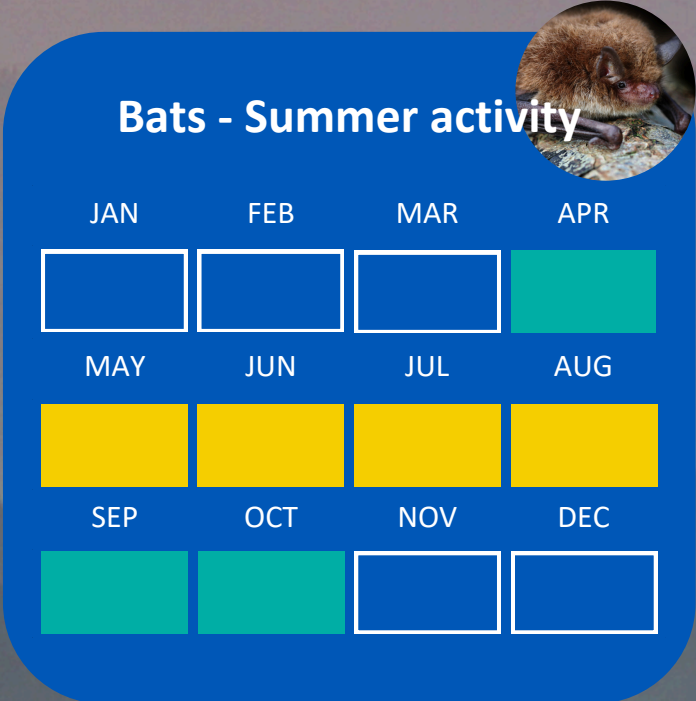 Bats - Summer activity
JAN FEB MAR APR
MAY JUN JUL AUG
SEP OCT NOV DEC